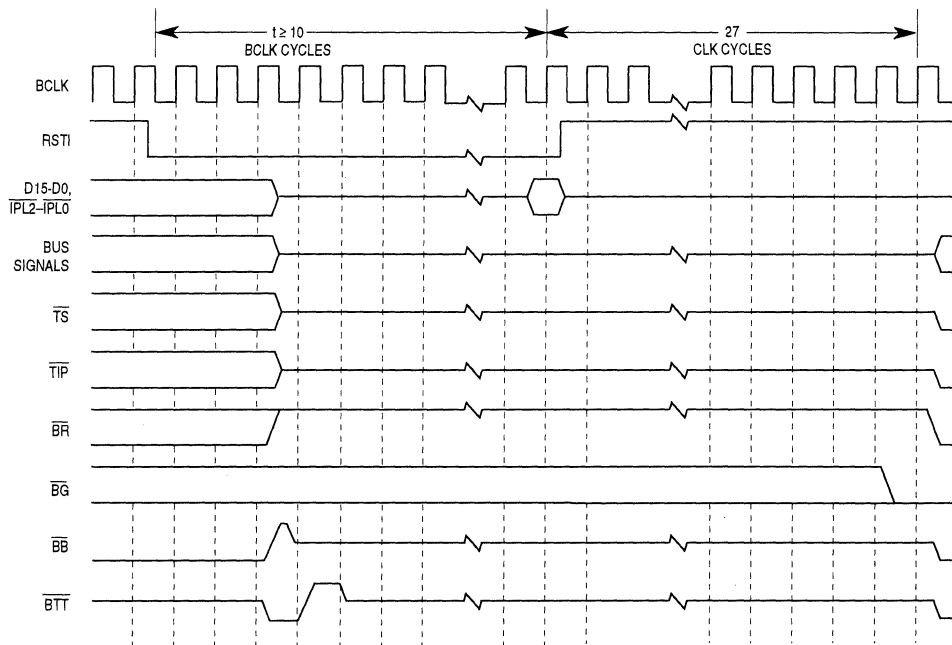 t ≥ 10
BCLK CYCLES
27
CLK CYCLES
BCLK
RSTI
D15-D0,
IPL2–IPL0
BUS
SIGNALS
TS
TIP
BR
BG
BB
BTT